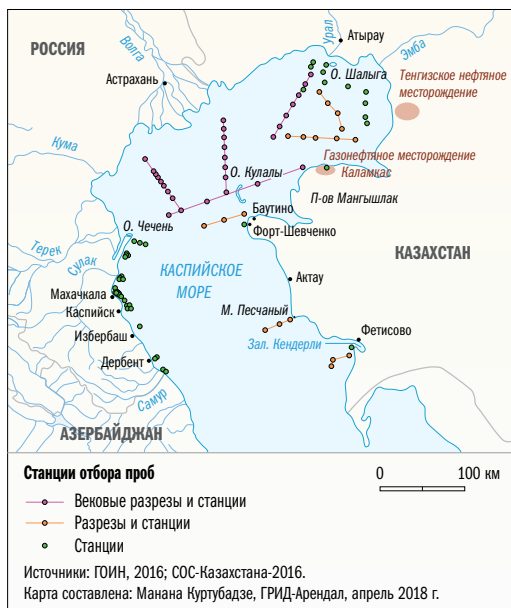 РОССИЯ
Волга
Урал
Атырау
Эмба
Астрахань
О. Шалыга
Тенгизское нефтяное
месторождение
Кума
Газонефтяное месторождение
Каламкас
О. Кулалы
П-ов Мангышлак
Баутино
Форт-Шевченко
О. Чечень
Терек
Сулак
КАЗАХСТАН
КАСПИЙСКОЕ
МОРЕ
Актау
Махачкала
Каспийск
М. Песчаный
Избербаш
Фетисово
Зал. Кендерли
Дербент
Самур
АЗЕРБАЙДЖАН
Станции отбора проб
0 100 км
Вековые разрезы и станции
Разрезы и станции
Станции
Источники: ГОИН, 2016; СОС-Казахстана-2016.
Карта составлена: Манана Куртубадзе, ГРИД-Арендал, апрель 2018 г.